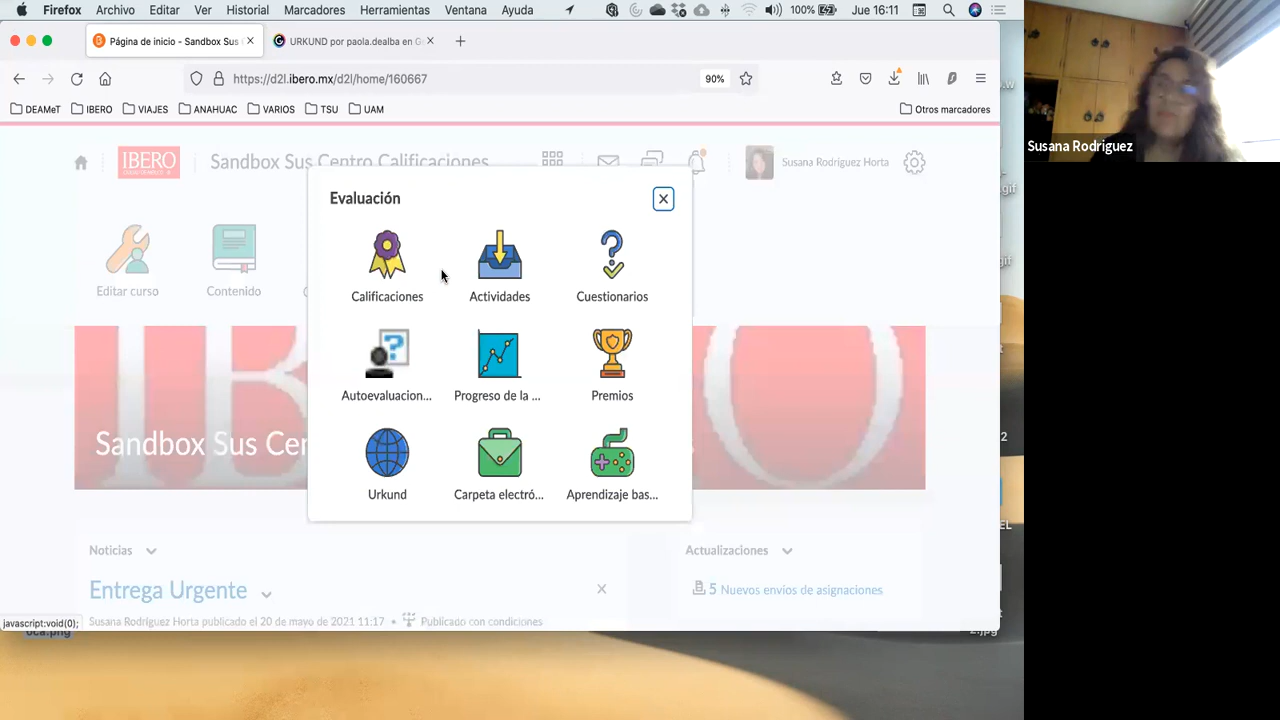 Firefox Archivo Editar Ver Historial Marcadores Herramientas Ventana Ayuda 100% Jue 16:11
Página de inicio - Sandbox Sus URKUND por paola.dealba en
https://d2l.ibero.mx/d2l/home/160667 90%
DEAMeT IBERO VIAJES ANAHUAC VARIOS TSU UAM Otros marcadores
IBERO Sandbox Sus Centro Calificaciones Susana Rodriguez Horta
Susana Rodriguez
Evaluación
Editar curso Contenido
Calificaciones Actividades Cuestionarios
Autoevaluacion... Progreso de la ... Premios
Sandbox Sus Cen
Urkund Carpeta electró... Aprendizaje bas...
Noticias Actualizaciones
Entrega Urgente 5 Nuevos envíos de asignaciones
Susana Rodriguez Horta publicado el 20 de mayo de 2021 11:17 • Publicado con condiciones
javascript:void(0);